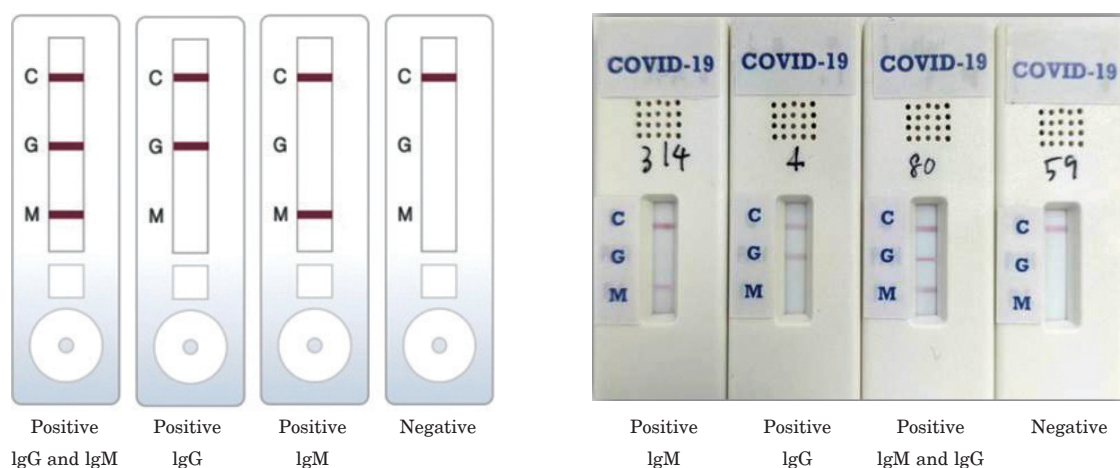 C
G
M
C
G
M
C
G
M
C
G
M
Positive
lgG and lgM
Positive
lgG
Positive
lgM
Negative
COVID-19
314
C
G
M
COVID-19
4
C
G
M
COVID-19
80
C
G
M
COVID-19
59
C
G
M
Positive
lgM
Positive
lgG
Positive
lgM and lgG
Negative